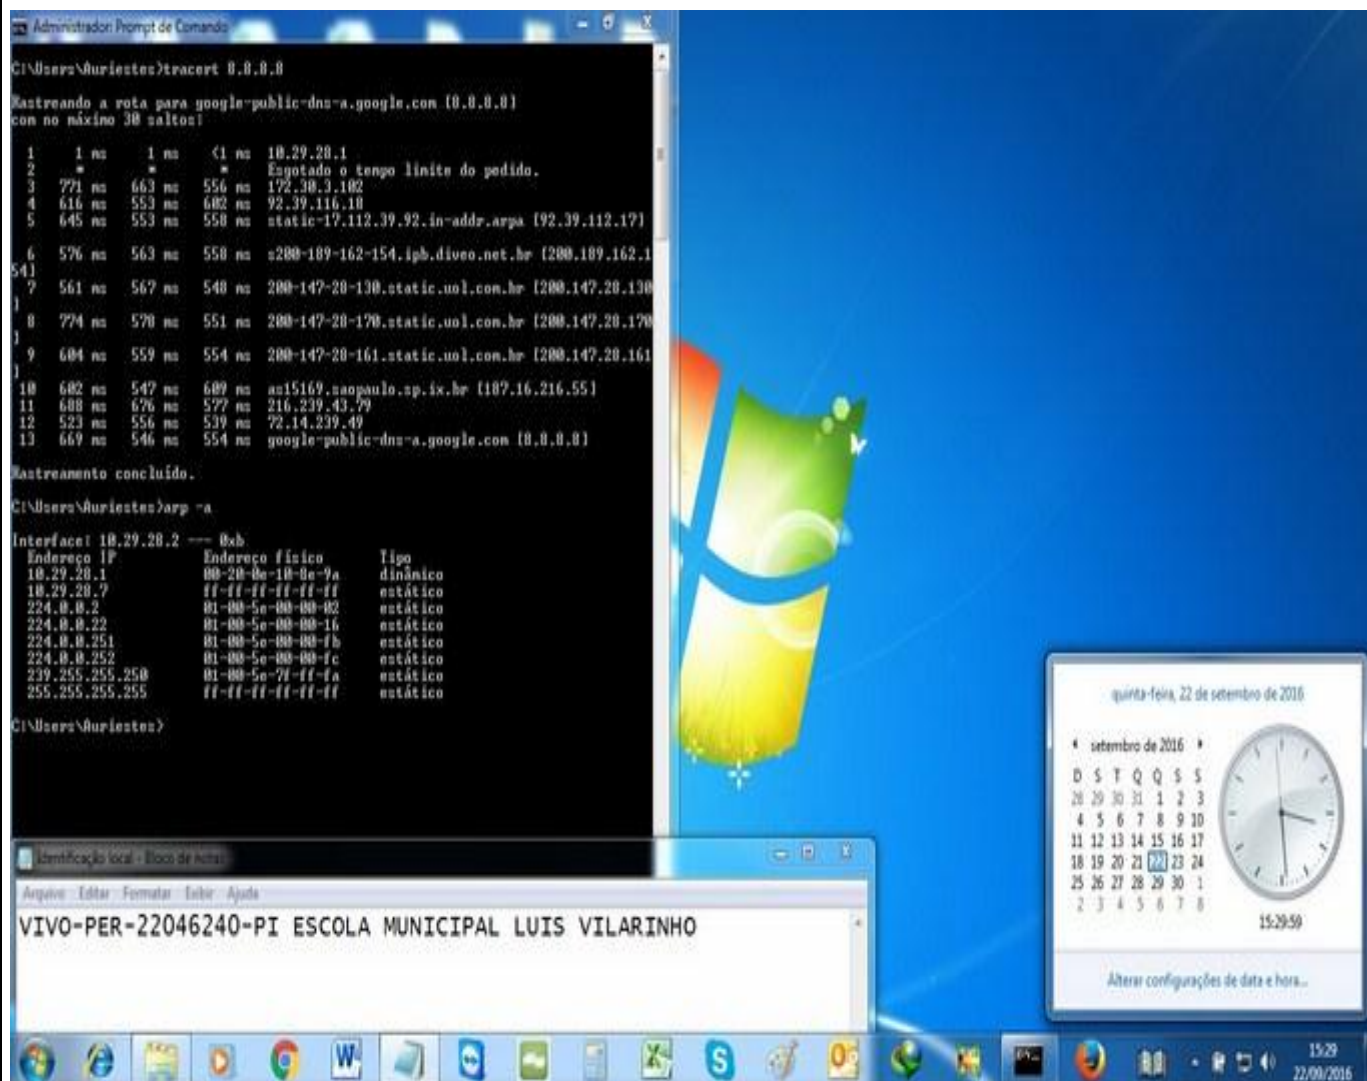 Administrador: Prompt de Comando
C:\Users\Auriestes>tracert 8.8.8.8
Rastreando a rota para google-public-dns-a.google.com [8.8.8.8]
com no máximo 30 saltos:
1 1 ms 1 ms <1 ms 10.29.28.1
2 * * * Esgotado o tempo limite do pedido.
3 771 ms 663 ms 556 ms 172.30.3.102
4 616 ms 553 ms 602 ms 92.39.116.18
5 645 ms 553 ms 558 ms static-17.112.39.92.in-addr.arpa [92.39.112.17]
6 576 ms 563 ms 558 ms s200-189-162-154.ipb.diveo.net.br [200.189.162.1
54]
7 561 ms 567 ms 548 ms 200-147-28-130.static.uol.com.br [200.147.28.130
]
8 774 ms 570 ms 551 ms 200-147-28-170.static.uol.com.br [200.147.28.170
]
9 604 ms 559 ms 554 ms 200-147-28-161.static.uol.com.br [200.147.28.161
]
10 602 ms 547 ms 609 ms as15169.saopaulo.sp.ix.br [187.16.216.55]
11 688 ms 676 ms 577 ms 216.239.43.79
12 523 ms 556 ms 539 ms 72.14.239.49
13 669 ms 546 ms 554 ms google-public-dns-a.google.com [8.8.8.8]
Rastreamento concluído.
C:\Users\Auriestes>arp -a
Interface: 10.29.28.2 --- 0xb
Endereço IP Endereço físico Tipo
10.29.28.1 00-20-0e-10-8e-9a dinâmico
10.29.28.7 ff-ff-ff-ff-ff-ff estático
224.0.0.2 01-00-5e-00-00-02 estático
224.0.0.22 01-00-5e-00-00-16 estático
224.0.0.251 01-00-5e-00-00-fb estático
224.0.0.252 01-00-5e-00-00-fc estático
239.255.255.250 01-00-5e-7f-ff-fa estático
255.255.255.255 ff-ff-ff-ff-ff-ff estático
C:\Users\Auriestes>
Identificação local - Bloco de notas
Arquivo Editar Formatar Exibir Ajuda
VIVO-PER-22046240-PI ESCOLA MUNICIPAL LUIS VILARINHO
quinta-feira, 22 de setembro de 2016
setembro de 2016
D S T Q Q S S
28 29 30 31 1 2 3
4 5 6 7 8 9 10
11 12 13 14 15 16 17
18 19 20 21 22 23 24
25 26 27 28 29 30 1
2 3 4 5 6 7 8
15:29:59
Alterar configurações de data e hora...
15:29
22/09/2016